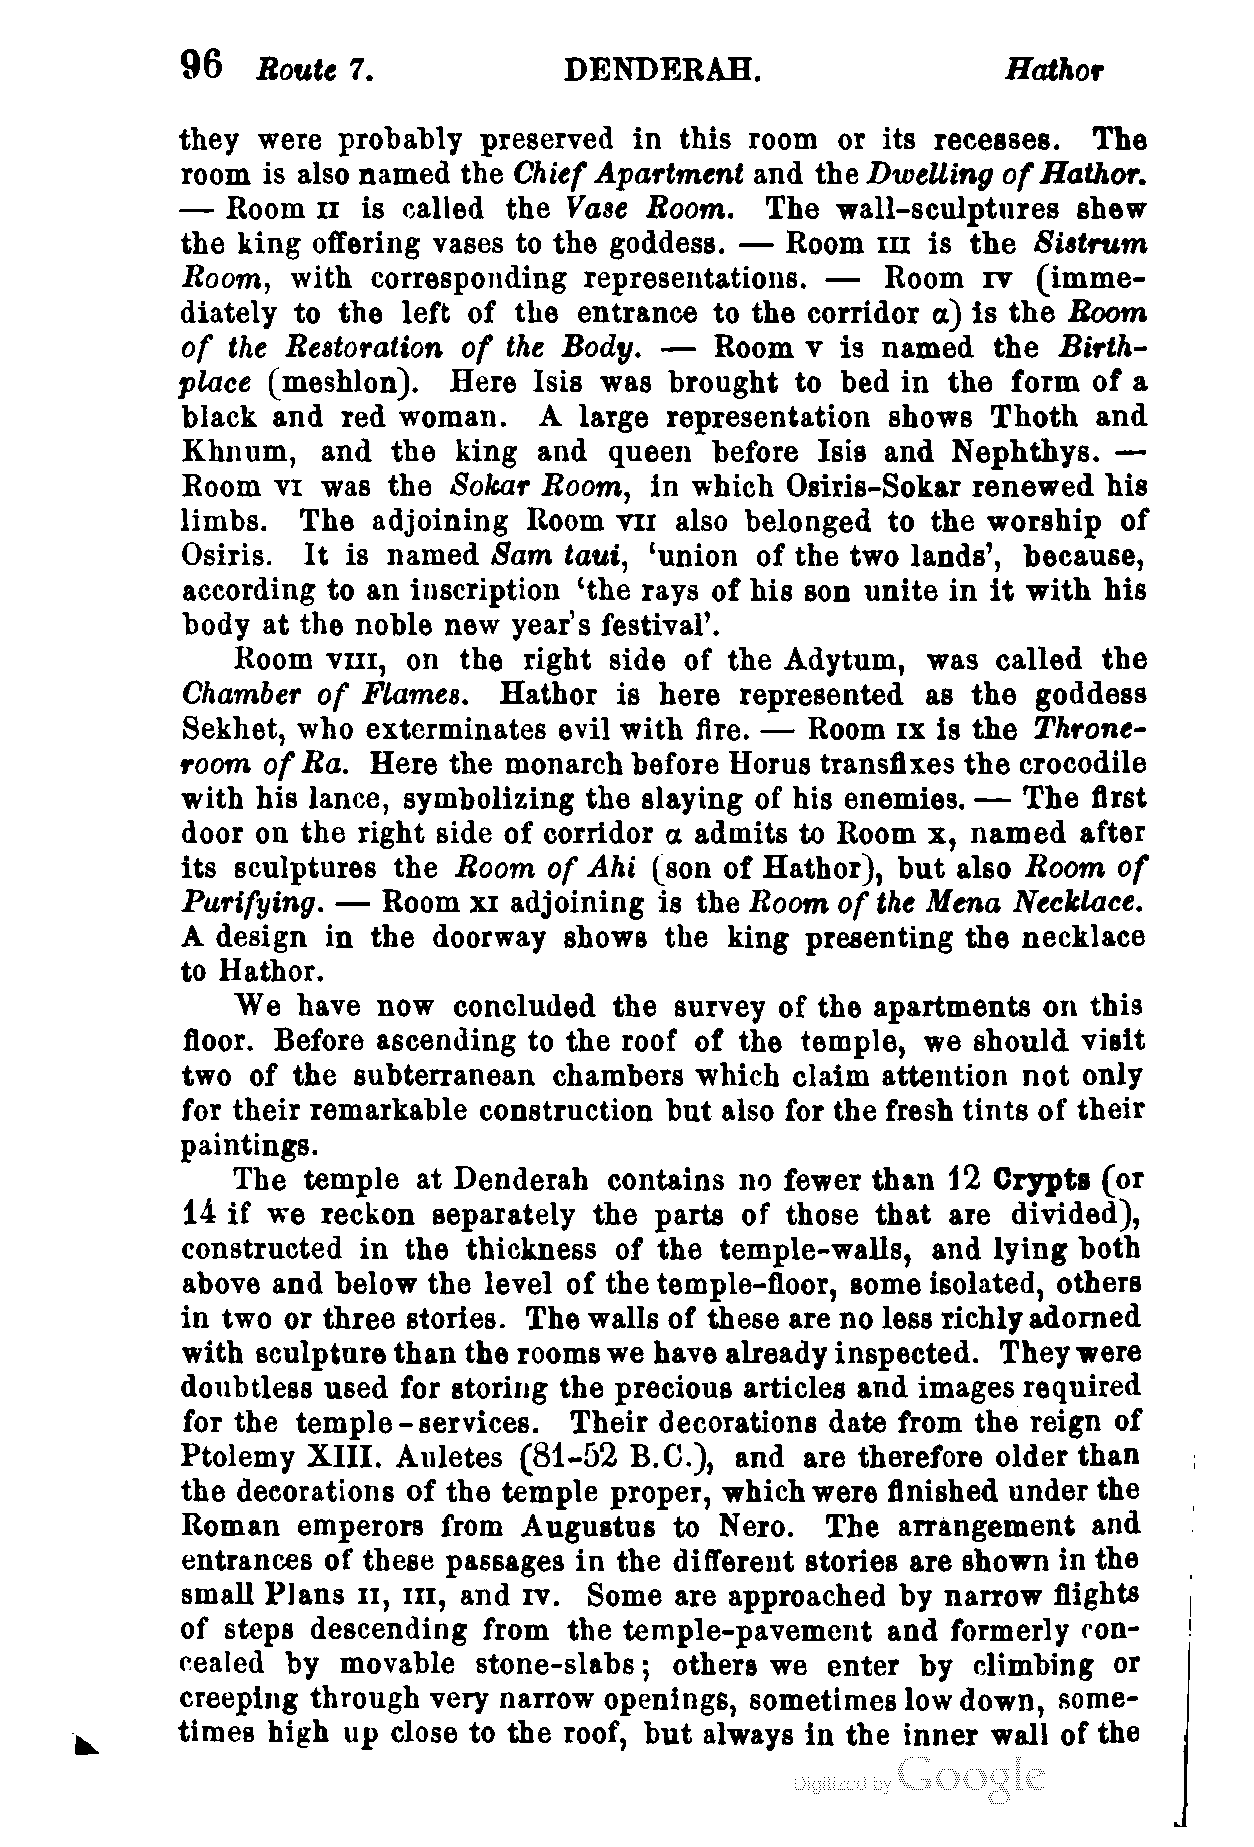 96 Route 7. DENDERAH. Hathor
they were probably preserved in this room or its recesses. The
room is also named the Chief Apartment and the Dwelling of Hathor.
— Room II is called the Vase Room. The wall-sculptures shew
the king offering vases to the goddess. — Room III is the Sistrum
Room, with corresponding representations. — Room IV (imme-
diately to the left of the entrance to the corridor α) is the Room
of the Restoration of the Body. — Room V is named the Birth-
place (meshlon). Here Isis was brought to bed in the form of a
black and red woman. A large representation shows Thoth and
Khnum, and the king and queen before Isis and Nephthys. —
Room VI was the Sokar Room, in which Osiris-Sokar renewed his
limbs. The adjoining Room VII also belonged to the worship of
Osiris. It is named Sam taui, ‘union of the two lands’, because,
according to an inscription ‘the rays of his son unite in it with his
body at the noble new year’s festival’.
Room VIII, on the right side of the Adytum, was called the
Chamber of Flames. Hathor is here represented as the goddess
Sekhet, who exterminates evil with fire. — Room IX is the Throne-
room of Ra. Here the monarch before Horus transfixes the crocodile
with his lance, symbolizing the slaying of his enemies. — The first
door on the right side of corridor α admits to Room X, named after
its sculptures the Room of Ahi (son of Hathor), but also Room of
Purifying. — Room XI adjoining is the Room of the Mena Necklace.
A design in the doorway shows the king presenting the necklace
to Hathor.
We have now concluded the survey of the apartments on this
floor. Before ascending to the roof of the temple, we should visit
two of the subterranean chambers which claim attention not only
for their remarkable construction but also for the fresh tints of their
paintings.
The temple at Denderah contains no fewer than 12 Crypts (or
14 if we reckon separately the parts of those that are divided),
constructed in the thickness of the temple-walls, and lying both
above and below the level of the temple-floor, some isolated, others
in two or three stories. The walls of these are no less richly adorned
with sculpture than the rooms we have already inspected. They were
doubtless used for storing the precious articles and images required
for the temple-services. Their decorations date from the reign of
Ptolemy XIII. Auletes (81-52 B.C.), and are therefore older than
the decorations of the temple proper, which were finished under the
Roman emperors from Augustus to Nero. The arrangement and
entrances of these passages in the different stories are shown in the
small Plans II, III, and IV. Some are approached by narrow flights
of steps descending from the temple-pavement and formerly con-
cealed by movable stone-slabs; others we enter by climbing or
creeping through very narrow openings, sometimes low down, some-
times high up close to the roof, but always in the inner wall of the
Digitized by Google